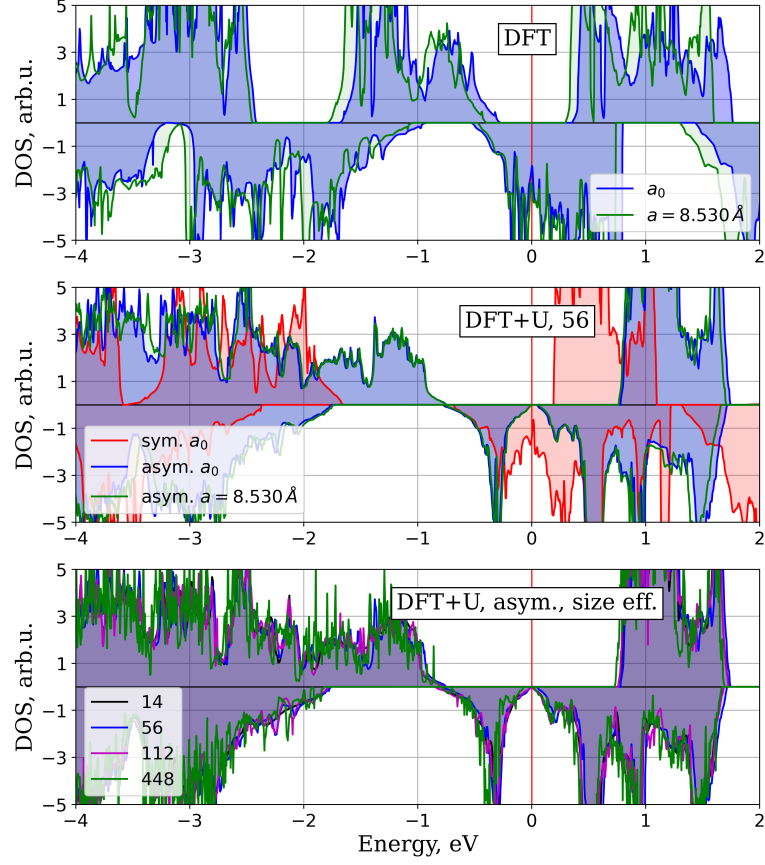 5
3
1
−1
−3
−5
DOS, arb.u.
DFT
a₀
a = 8.530 Å
−4 −3 −2 −1 0 1 2
5
3
1
−1
−3
−5
DOS, arb.u.
DFT+U, 56
sym. a₀
asym. a₀
asym. a = 8.530 Å
−4 −3 −2 −1 0 1 2
5
3
1
−1
−3
−5
DOS, arb.u.
DFT+U, asym., size eff.
14
56
112
448
−4 −3 −2 −1 0 1 2
Energy, eV